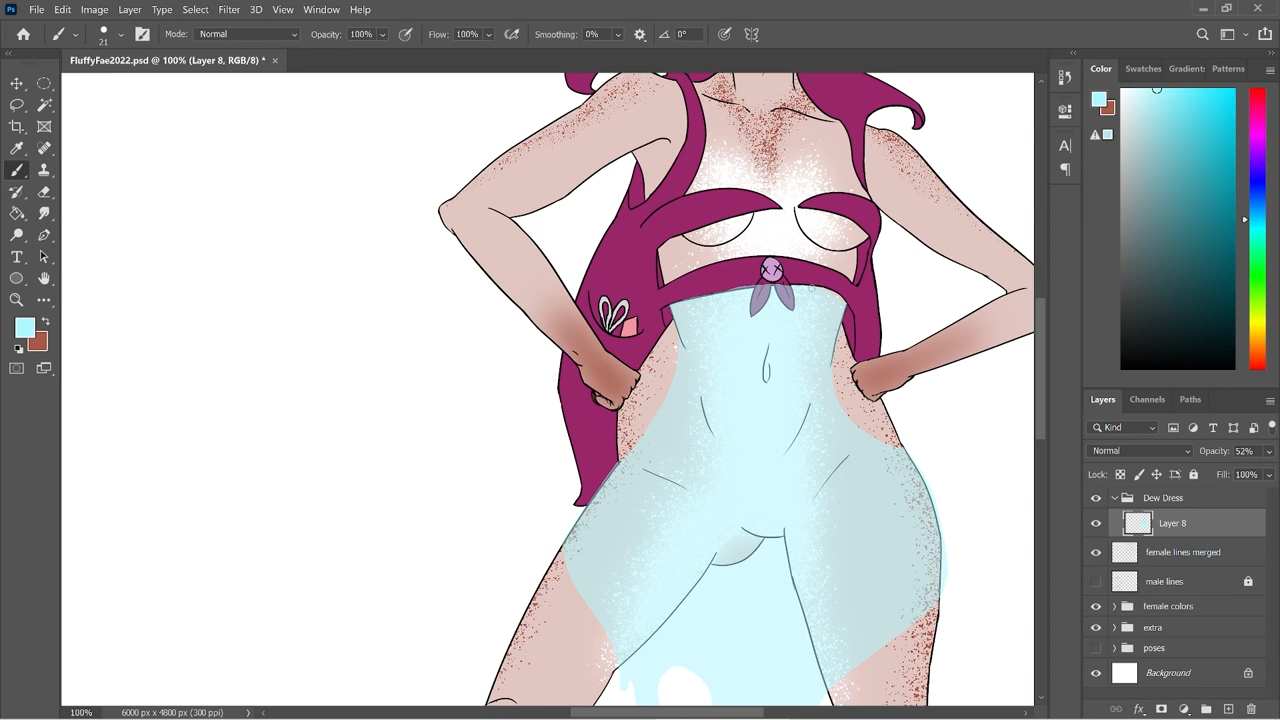 Ps File Edit Image Layer Type Select Filter 3D View Window Help
21 Mode: Normal Opacity: 100% Flow: 100% Smoothing: 0% 0°
FluffyFae2022.psd @ 100% (Layer 8, RGB/8) * ×
Color Swatches Gradients Patterns
Layers Channels Paths
Kind
Normal Opacity: 52%
Lock: Fill: 100%
Dew Dress
Layer 8
female lines merged
male lines
female colors
extra
poses
Background
100% 6000 px x 4800 px (300 ppi)